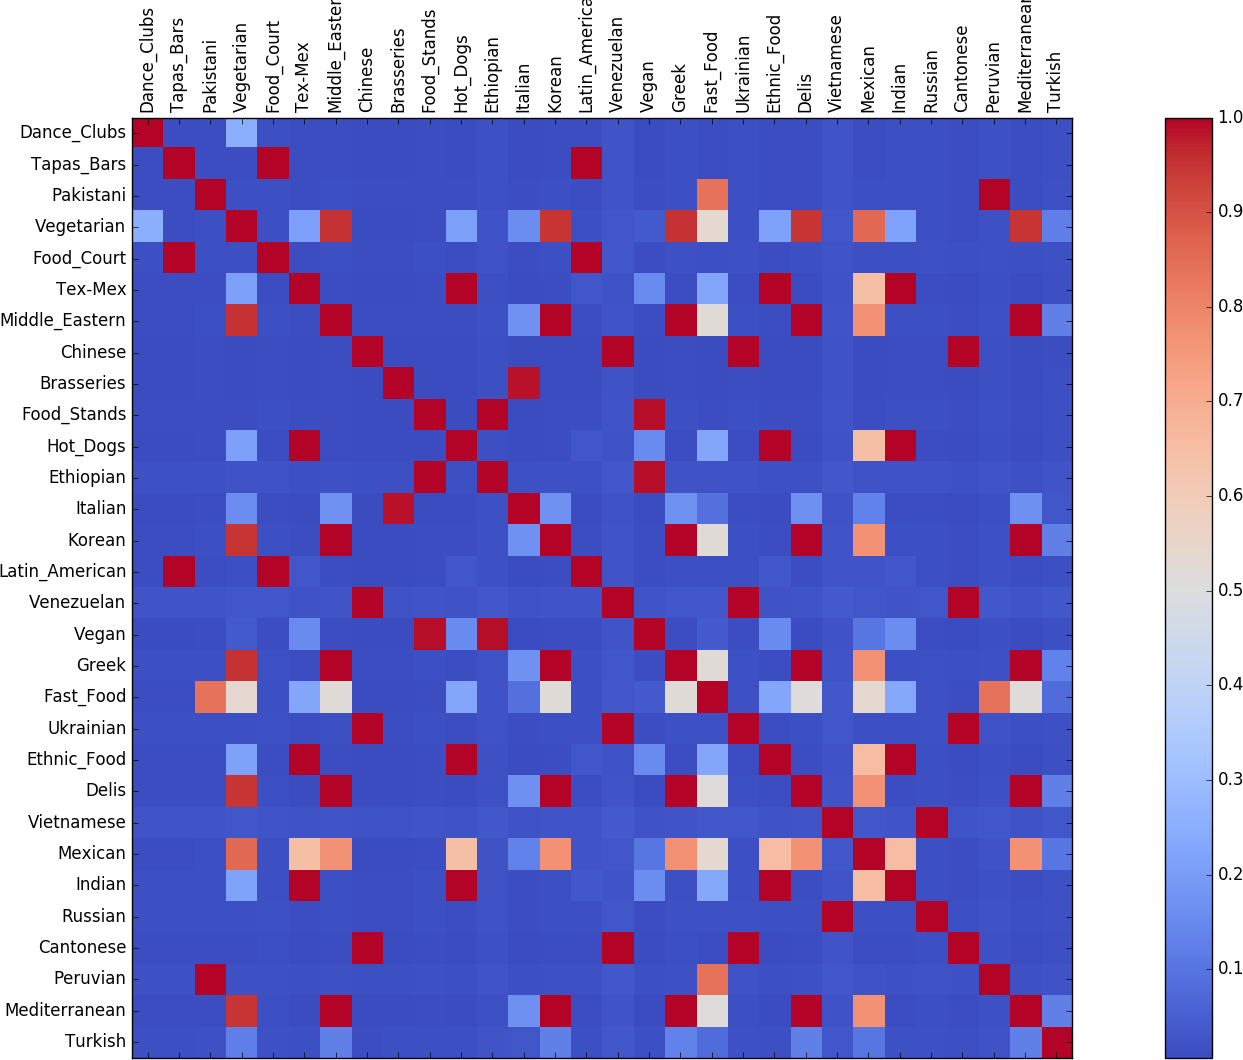 Dance_Clubs
Tapas_Bars
Pakistani
Vegetarian
Food_Court
Tex-Mex
Middle_Easter
Chinese
Brasseries
Food_Stands
Hot_Dogs
Ethiopian
Italian
Korean
Latin_America
Venezuelan
Vegan
Greek
Fast_Food
Ukrainian
Ethnic_Food
Delis
Vietnamese
Mexican
Indian
Russian
Cantonese
Peruvian
Mediterranean
Turkish
Dance_Clubs
Tapas_Bars
Pakistani
Vegetarian
Food_Court
Tex-Mex
Middle_Eastern
Chinese
Brasseries
Food_Stands
Hot_Dogs
Ethiopian
Italian
Korean
Latin_American
Venezuelan
Vegan
Greek
Fast_Food
Ukrainian
Ethnic_Food
Delis
Vietnamese
Mexican
Indian
Russian
Cantonese
Peruvian
Mediterranean
Turkish
1.0
0.9
0.8
0.7
0.6
0.5
0.4
0.3
0.2
0.1